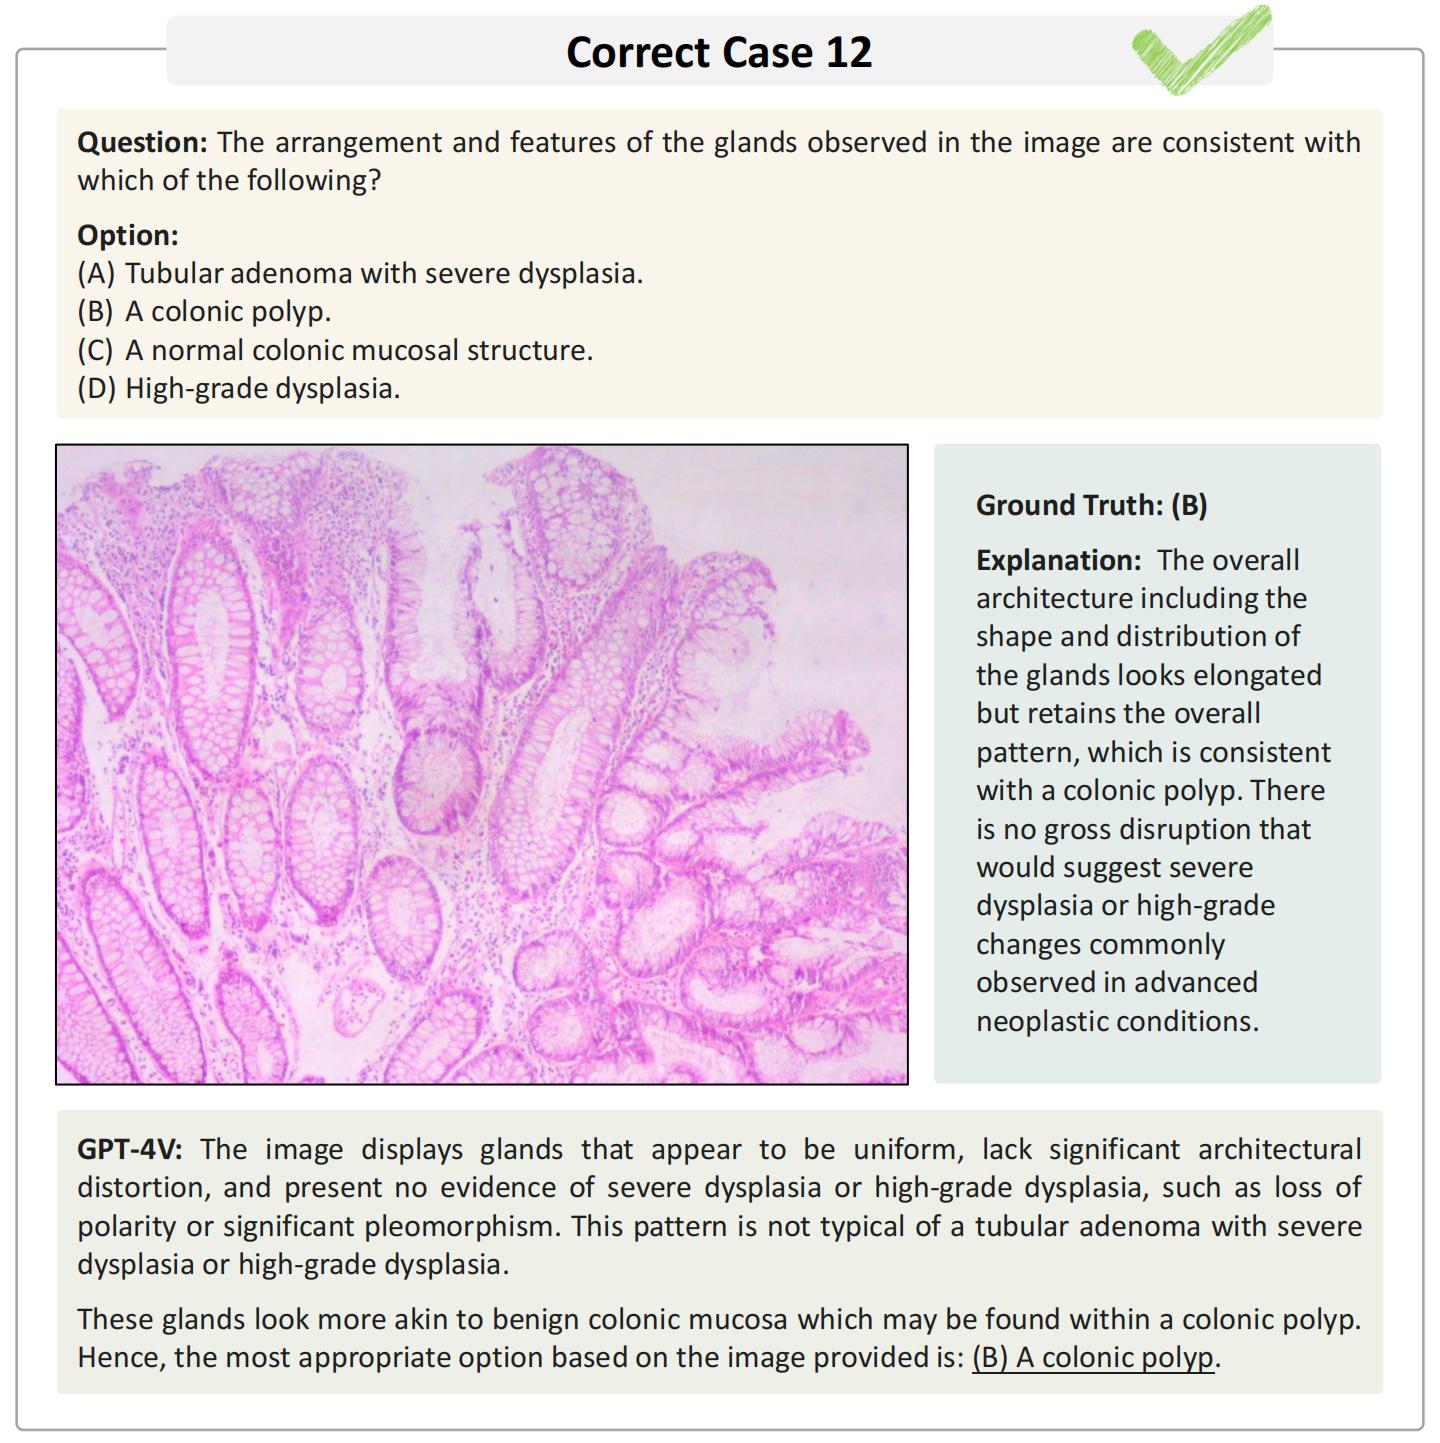 Correct Case 12
Question: The arrangement and features of the glands observed in the image are consistent with
which of the following?
Option:
(A) Tubular adenoma with severe dysplasia.
(B) A colonic polyp.
(C) A normal colonic mucosal structure.
(D) High-grade dysplasia.
Ground Truth: (B)
Explanation: The overall
architecture including the
shape and distribution of
the glands looks elongated
but retains the overall
pattern, which is consistent
with a colonic polyp. There
is no gross disruption that
would suggest severe
dysplasia or high-grade
changes commonly
observed in advanced
neoplastic conditions.
GPT-4V: The image displays glands that appear to be uniform, lack significant architectural
distortion, and present no evidence of severe dysplasia or high-grade dysplasia, such as loss of
polarity or significant pleomorphism. This pattern is not typical of a tubular adenoma with severe
dysplasia or high-grade dysplasia.
These glands look more akin to benign colonic mucosa which may be found within a colonic polyp.
Hence, the most appropriate option based on the image provided is: (B) A colonic polyp.